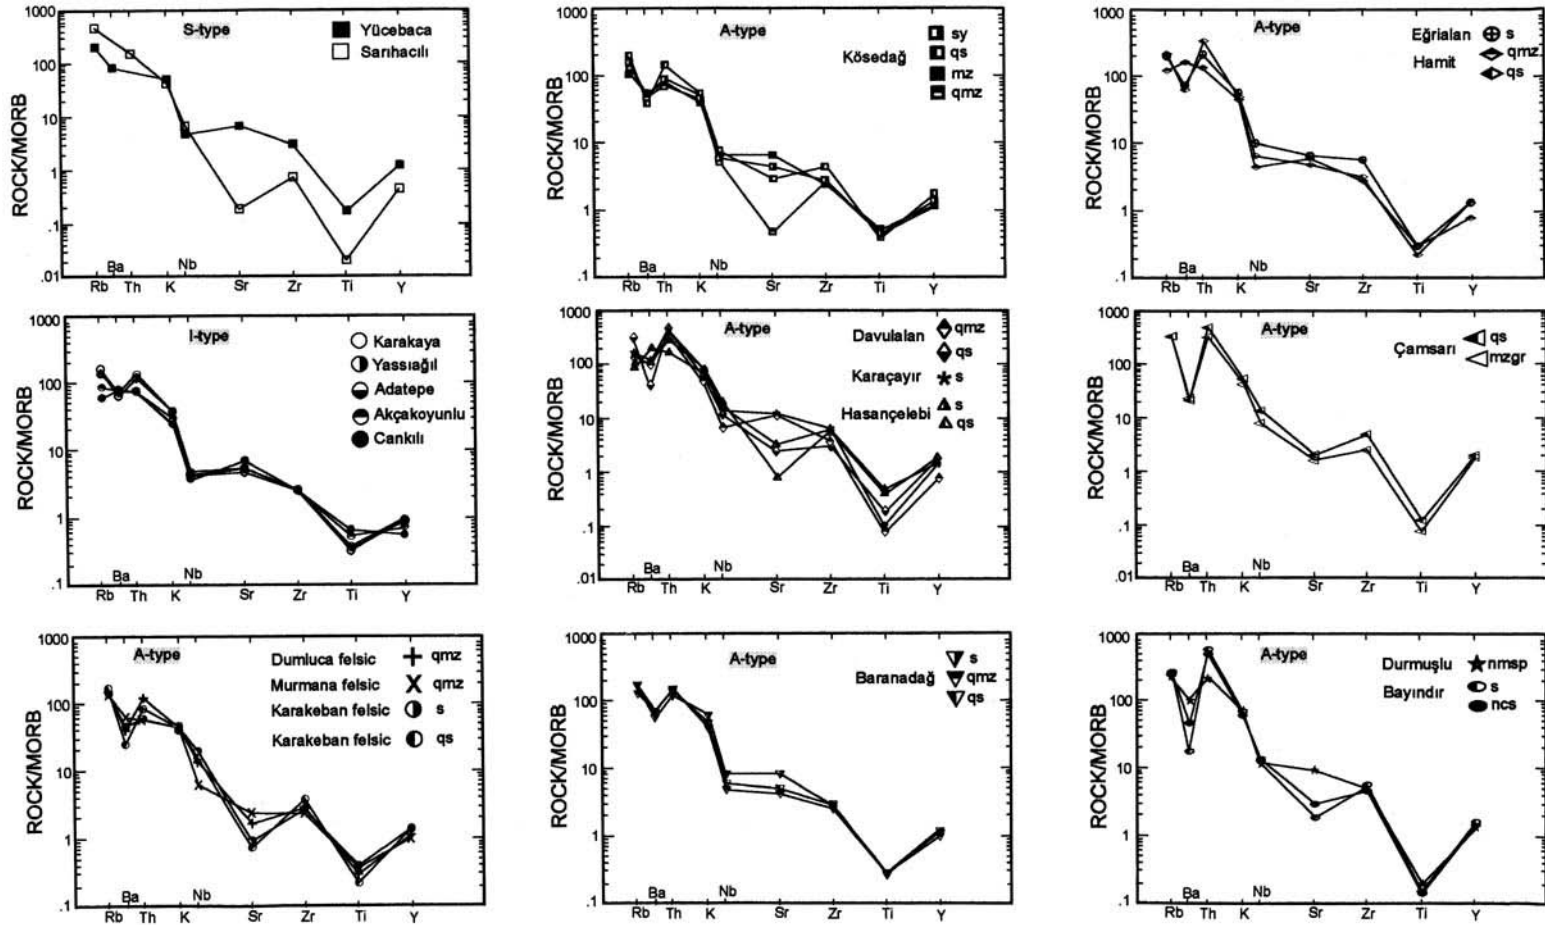 1000
100
10
1
.1
.01
ROCK/MORB
S-type
Yücebaca
Sarıhacılı
Rb Ba Th K Nb Sr Zr Ti Y
1000
100
10
1
.1
ROCK/MORB
A-type
Kösedağ
sy
qs
mz
qmz
Rb Ba Th K Nb Sr Zr Ti Y
1000
100
10
1
.1
ROCK/MORB
A-type
Eğrialan s
Hamit qmz
qs
Rb Ba Th K Nb Sr Zr Ti Y
1000
100
10
1
.1
ROCK/MORB
I-type
Karakaya
Yassıağıl
Adatepe
Akçakoyunlu
Cankılı
Rb Ba Th K Nb Sr Zr Ti Y
1000
100
10
1
.1
.01
ROCK/MORB
A-type
Davulalan qmz
qs
Karaçayır s
Hasançelebi s
qs
Rb Ba Th K Nb Sr Zr Ti Y
1000
100
10
1
.1
.01
ROCK/MORB
A-type
Çamsarı qs
mzgr
Rb Ba Th K Nb Sr Zr Ti Y
1000
100
10
1
.1
ROCK/MORB
A-type
Dumluca felsic qmz
Murmana felsic qmz
Karakeban felsic s
Karakeban felsic qs
Rb Ba Th K Nb Sr Zr Ti Y
1000
100
10
1
.1
ROCK/MORB
A-type
Baranadağ
s
qmz
qs
Rb Ba Th K Nb Sr Zr Ti Y
1000
100
10
1
.1
ROCK/MORB
A-type
Durmuşlu nmsp
Bayındır s
ncs
Rb Ba Th K Nb Sr Zr Ti Y